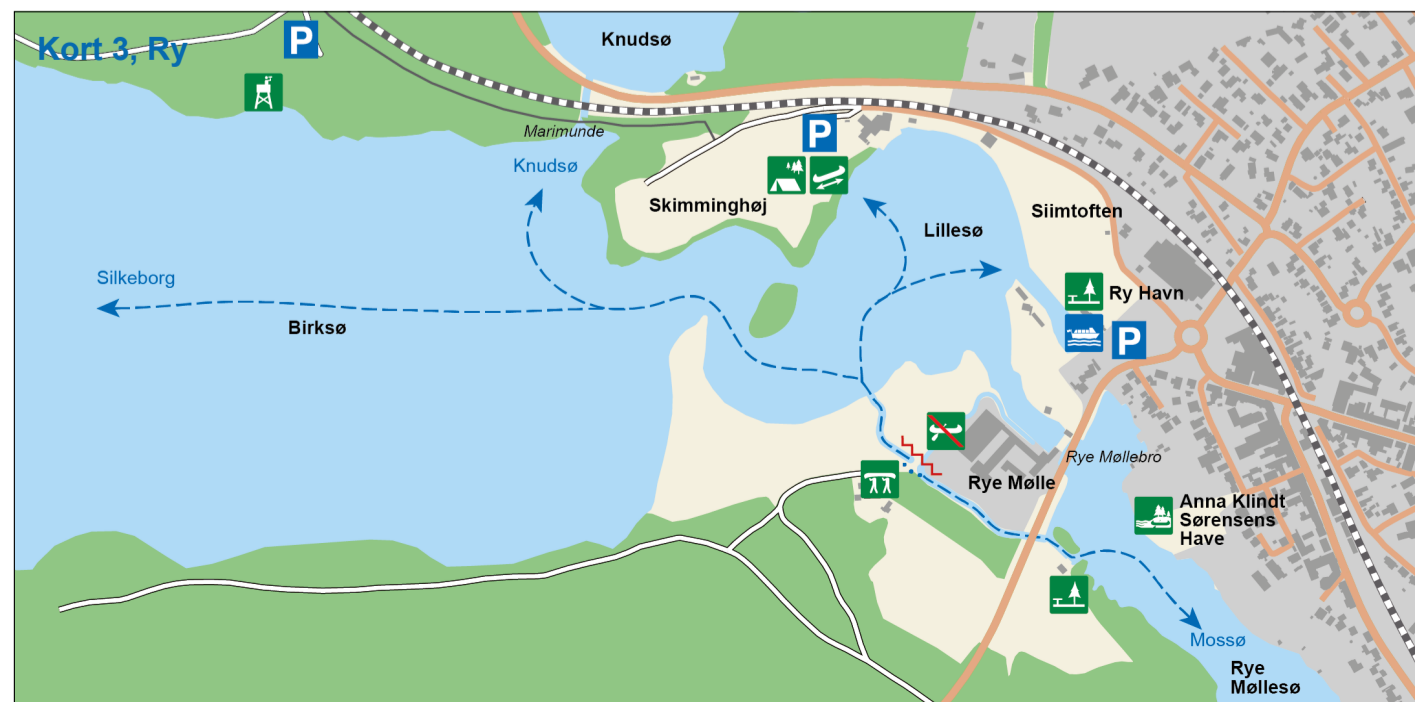 Kort 3, Ry
P
Knudsø
Marimunde
P
Knudsø
Skimminghøj
Siimtoften
Lillesø
Silkeborg
Ry Havn
Birksø
P
Rye Møllebro
Rye Mølle
Anna Klindt
Sørensens
Have
Mossø
Rye
Møllesø